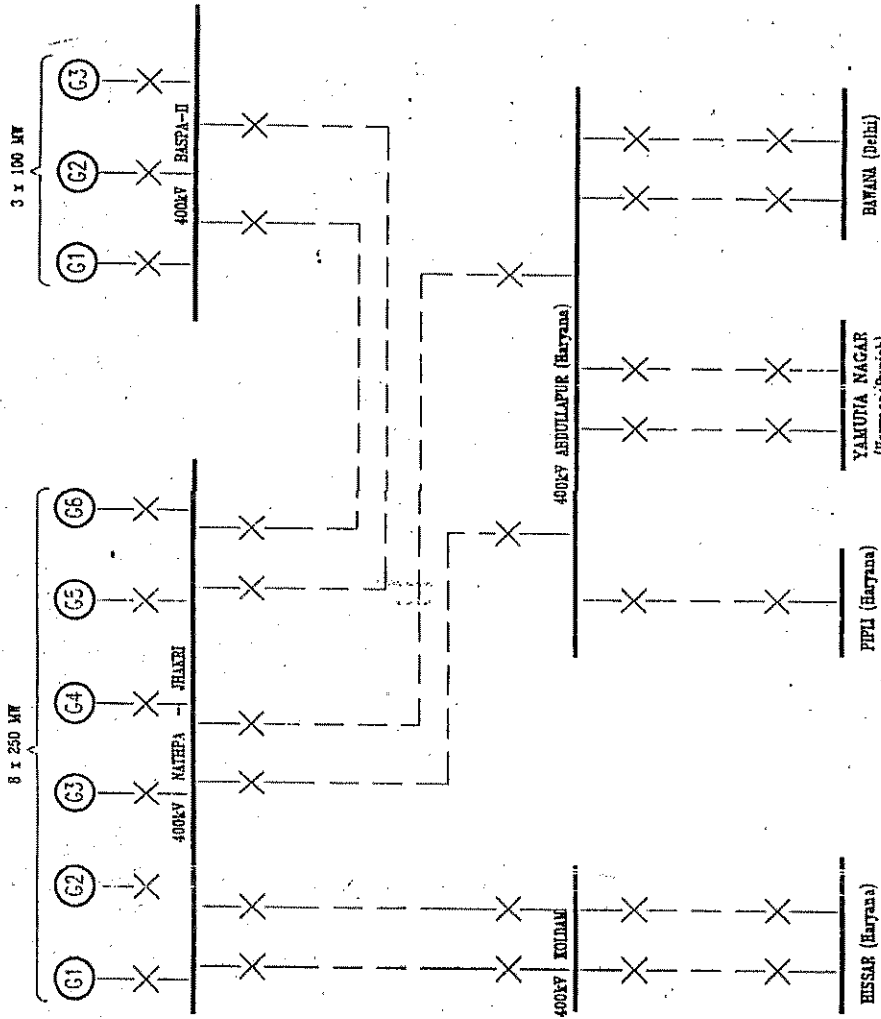 8 x 250 MW
G1
G2
G3
G4
G5
G6
400kV NATHPA - JHAKRI
3 x 100 MW
G1
G2
G3
400kV BASPA-II
400kV KOLDAM
400kV ABDULLAPUR (Haryana)
HISSAR (Haryana)
PIPLI (Haryana)
YAMUNA NAGAR
BAWANA (Delhi)